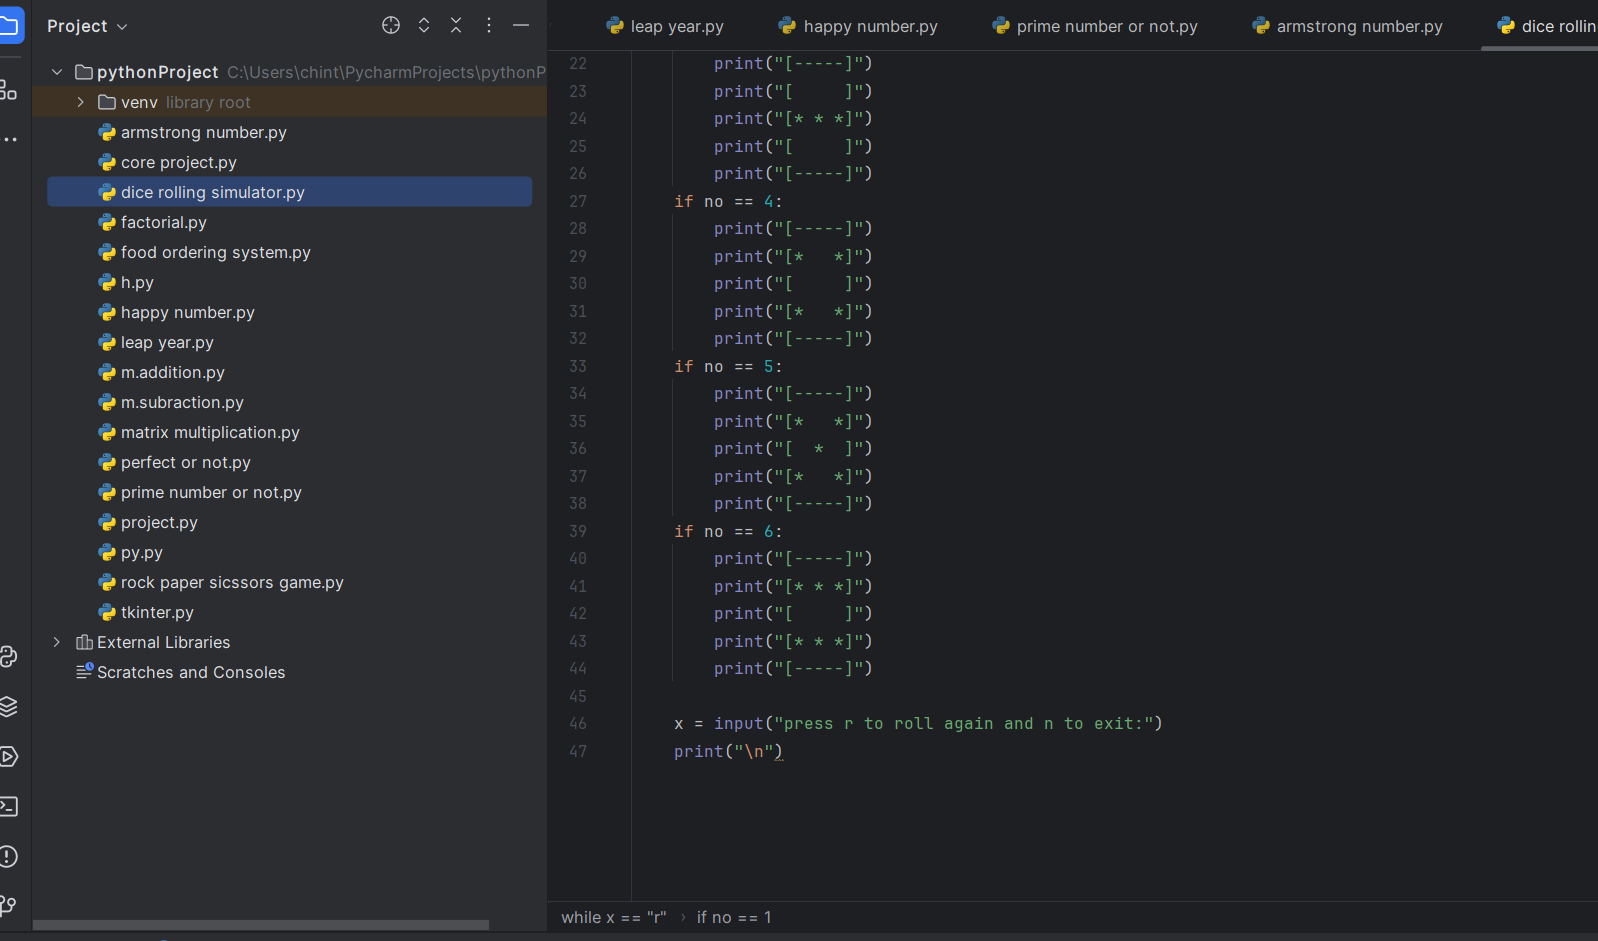 Project
pythonProject C:\Users\chint\PycharmProjects\pythonP
venv library root
armstrong number.py
core project.py
dice rolling simulator.py
factorial.py
food ordering system.py
h.py
happy number.py
leap year.py
m.addition.py
m.subraction.py
matrix multiplication.py
perfect or not.py
prime number or not.py
project.py
py.py
rock paper sicssors game.py
tkinter.py
External Libraries
Scratches and Consoles
leap year.py happy number.py prime number or not.py armstrong number.py dice rollin
22 print("[-----]")
23 print("[     ]")
24 print("[* * *]")
25 print("[     ]")
26 print("[-----]")
27 if no == 4:
28 print("[-----]")
29 print("[*   *]")
30 print("[     ]")
31 print("[*   *]")
32 print("[-----]")
33 if no == 5:
34 print("[-----]")
35 print("[*   *]")
36 print("[  *  ]")
37 print("[*   *]")
38 print("[-----]")
39 if no == 6:
40 print("[-----]")
41 print("[* * *]")
42 print("[     ]")
43 print("[* * *]")
44 print("[-----]")
45
46 x = input("press r to roll again and n to exit:")
47 print("\n")
while x == "r" › if no == 1